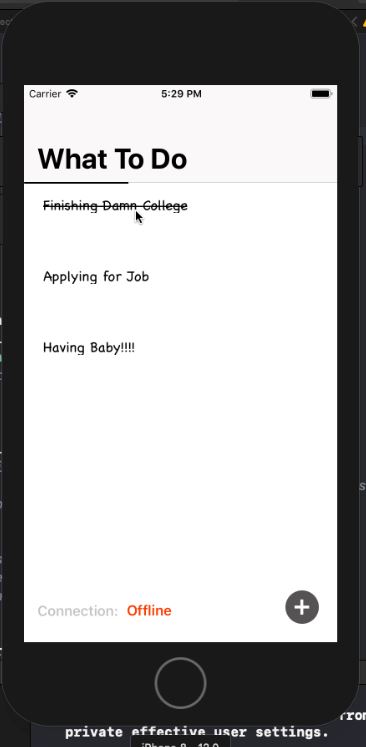 Carrier 5:29 PM
What To Do
Finishing Damn College
Applying for Job
Having Baby!!!!
Connection: Offline
private effective user settings.